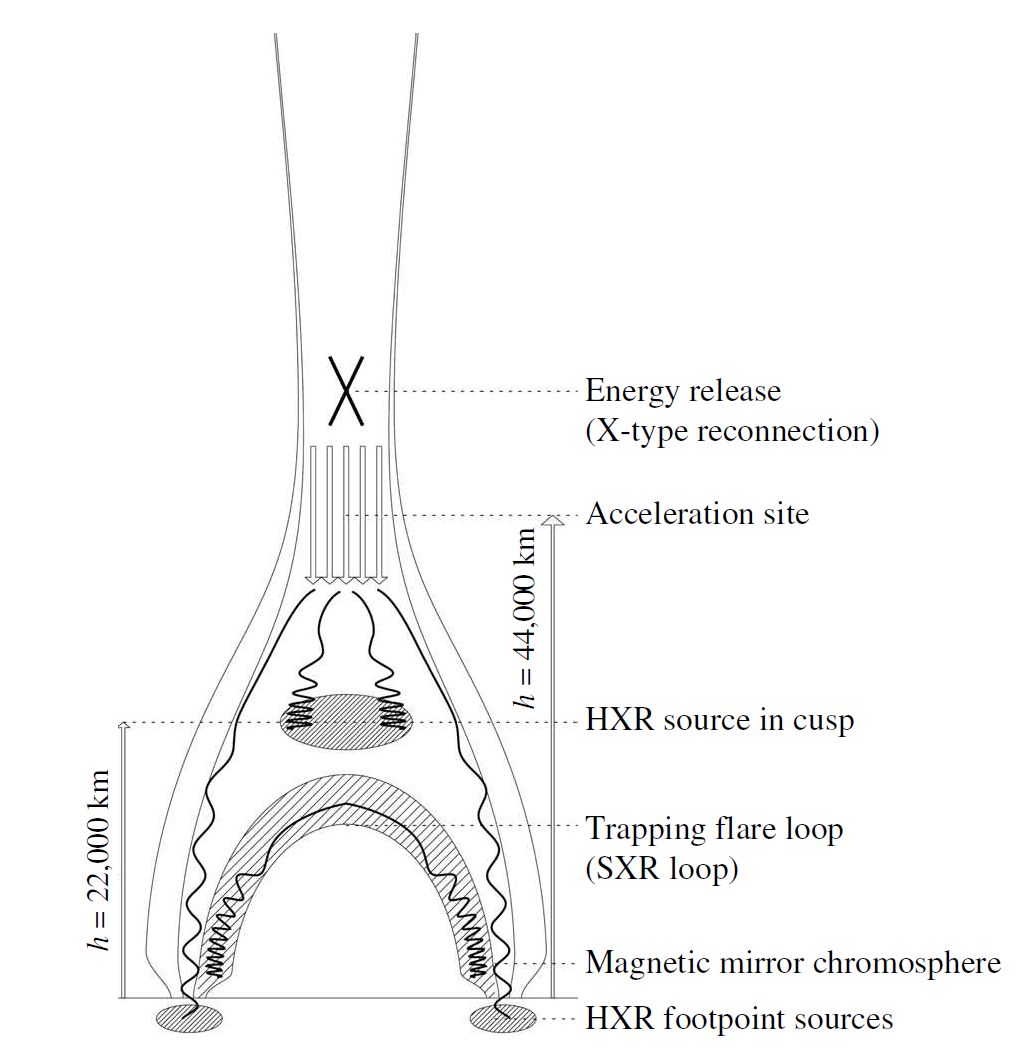 Energy release
(X-type reconnection)
Acceleration site
h = 44,000 km
HXR source in cusp
h = 22,000 km
Trapping flare loop
(SXR loop)
Magnetic mirror chromosphere
HXR footpoint sources